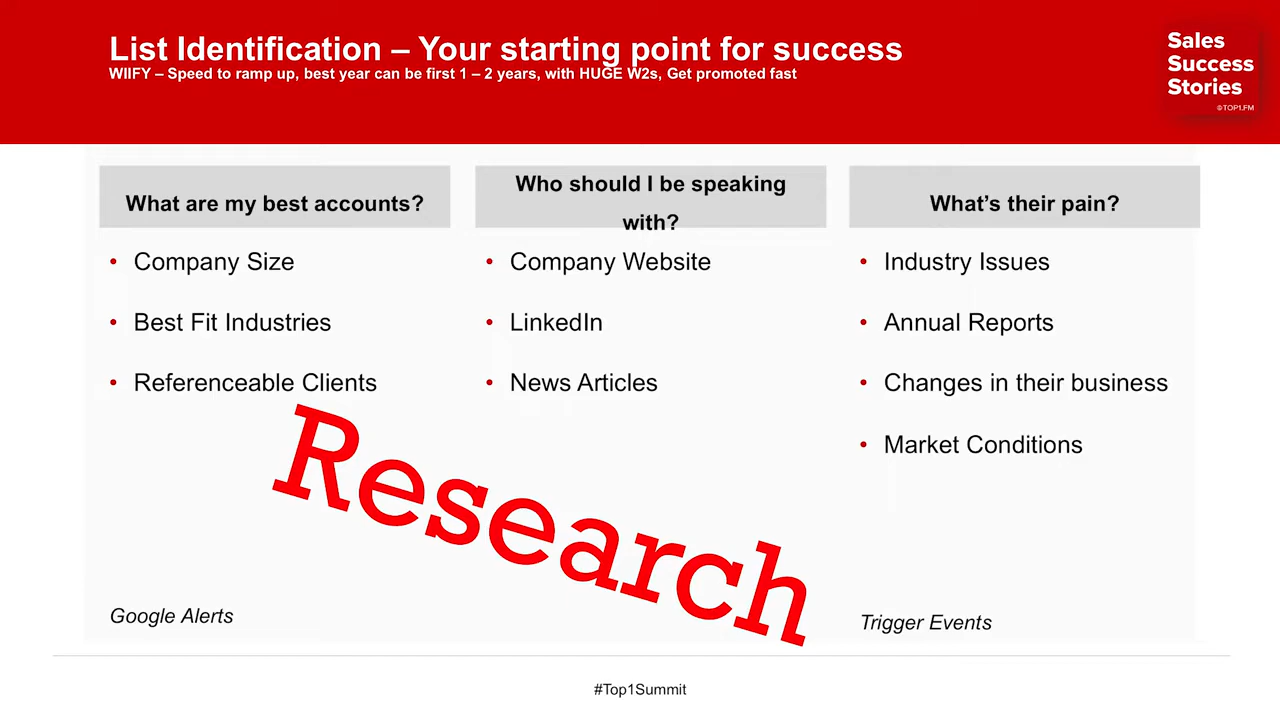 List Identification – Your starting point for success
WIIFY – Speed to ramp up, best year can be first 1 – 2 years, with HUGE W2s, Get promoted fast
Sales
Success
Stories
©TOP1.FM
What are my best accounts?
• Company Size
• Best Fit Industries
• Referenceable Clients
Who should I be speaking
with?
• Company Website
• LinkedIn
• News Articles
What's their pain?
• Industry Issues
• Annual Reports
• Changes in their business
• Market Conditions
Research
Google Alerts
Trigger Events
#Top1Summit